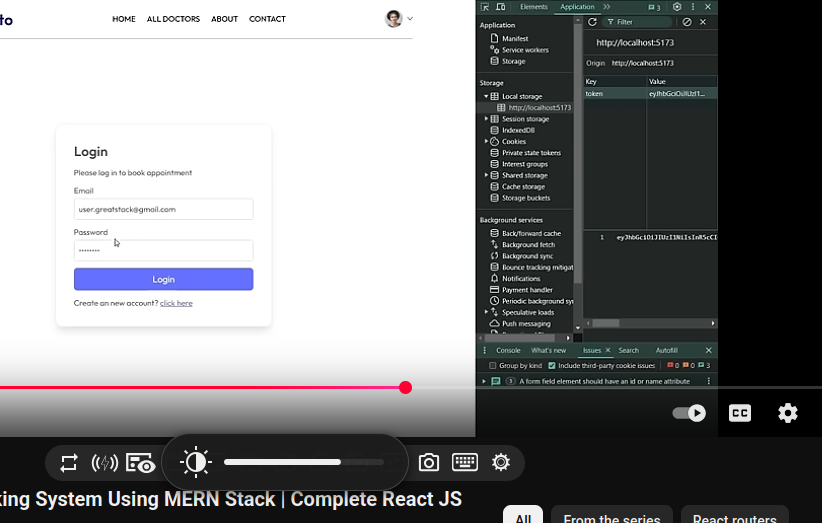 to
HOME ALL DOCTORS ABOUT CONTACT
Login
Please log in to book appointment
Email
user.greatstack@gmail.com
Password
••••••••
Login
Create an new account? click here
Elements Application 3
Application
Manifest
Service workers
Storage
Storage
Local storage
http://localhost:5173
Session storage
IndexedDB
Cookies
Private state tokens
Interest groups
Shared storage
Cache storage
Storage buckets
Background services
Back/forward cache
Background fetch
Background sync
Bounce tracking mitigat
Notifications
Payment handler
Periodic background syn
Speculative loads
Push messaging
Filter
http://localhost:5173
Origin http://localhost:5173
Key Value
token eyJhbGciOiJIUzI1...
1 eyJhbGciOiJIUzI1NiIsInR5cCI
Console What's new Issues Search Autofill
Group by kind Include third-party cookie issues 0 0 3
3 A form field element should have an id or name attribute
CC
king System Using MERN Stack | Complete React JS
All From the series React routers